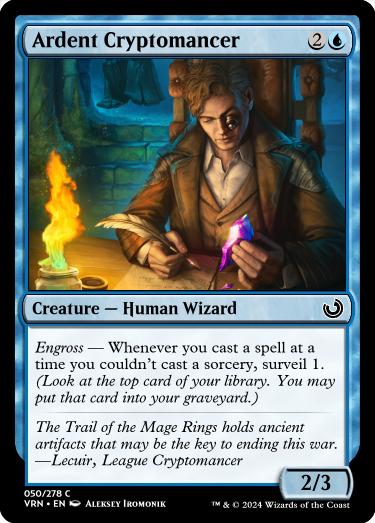 Ardent Cryptomancer 2
Creature — Human Wizard
Engross — Whenever you cast a spell at a
time you couldn't cast a sorcery, surveil 1.
(Look at the top card of your library. You may
put that card into your graveyard.)
The Trail of the Mage Rings holds ancient
artifacts that may be the key to ending this war.
—Lecuir, League Cryptomancer
2/3
050/278 C
VRN • EN Aleksey Iromonik
™ & © 2024 Wizards of the Coast